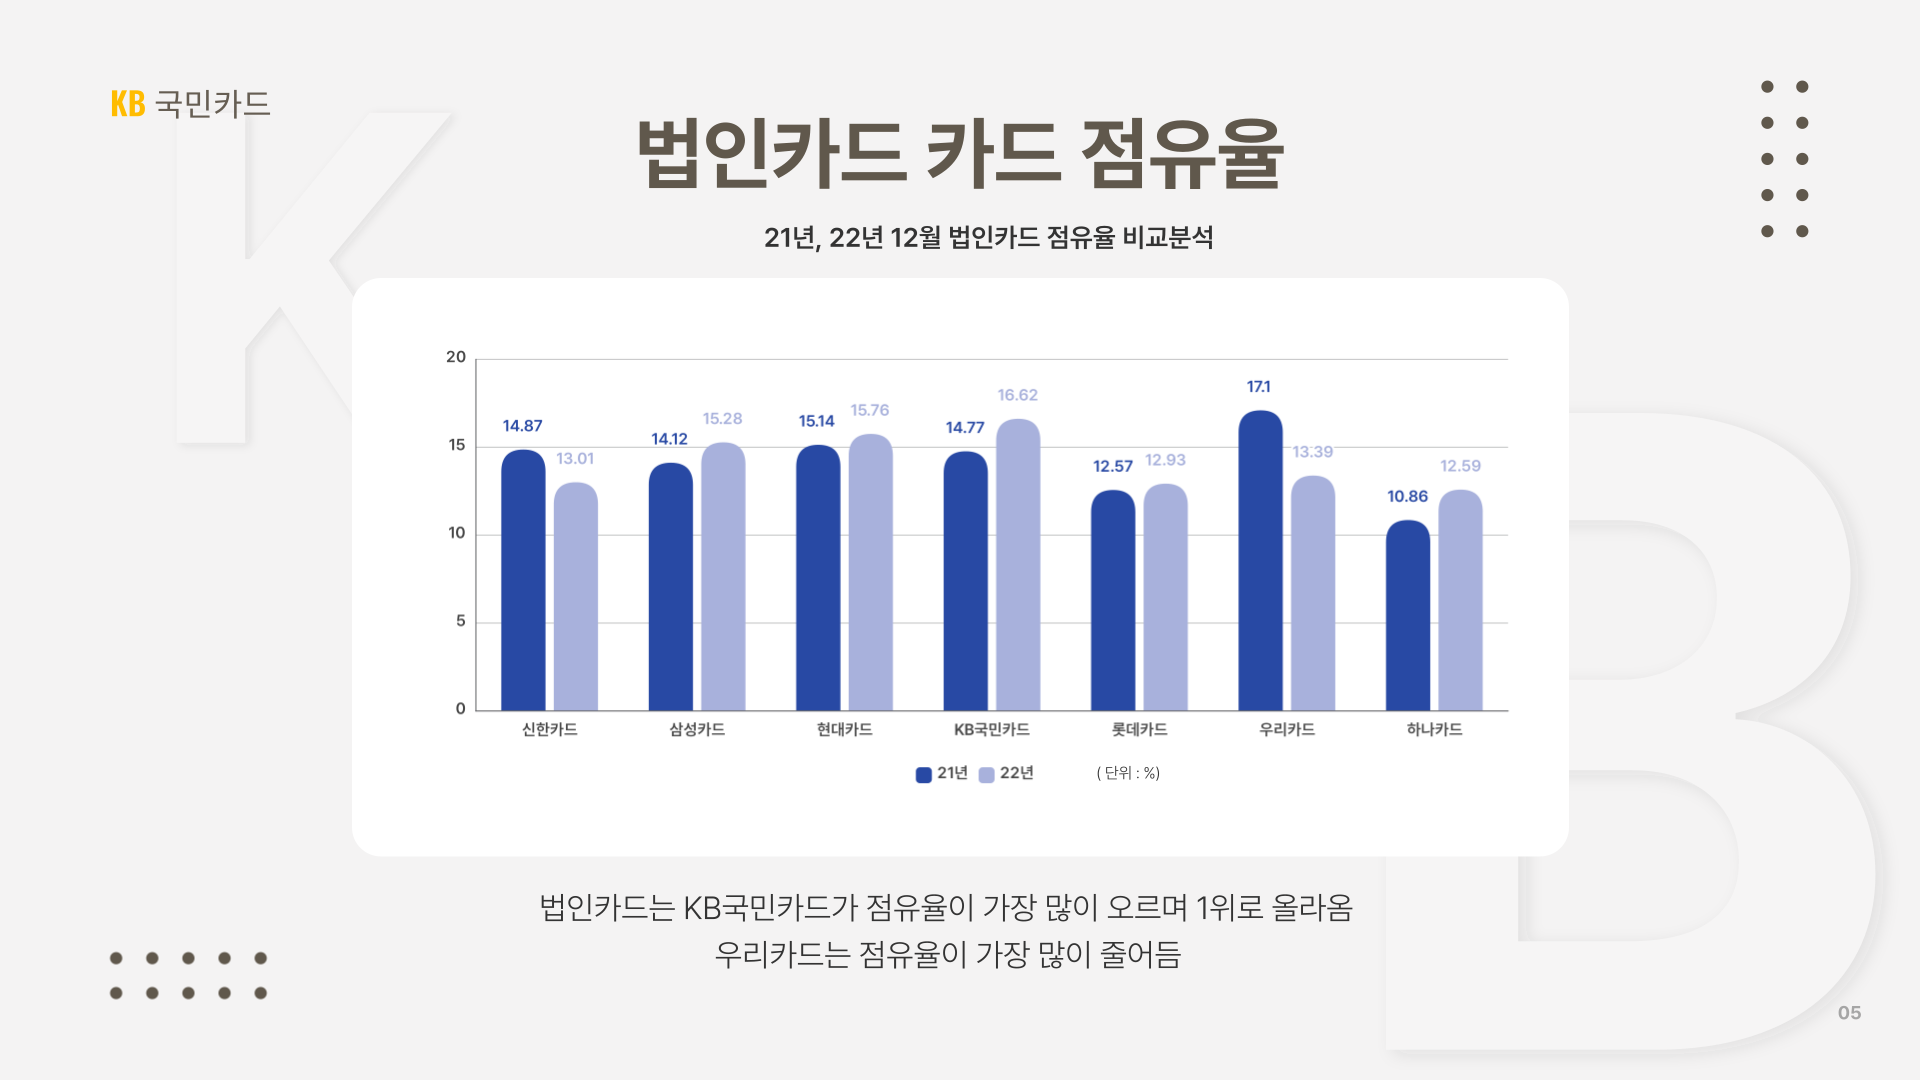 KB 국민카드
법인카드 카드 점유율
21년, 22년 12월 법인카드 점유율 비교분석
20
15
10
5
0
14.87
13.01
14.12
15.28
15.14
15.76
14.77
16.62
12.57
12.93
17.1
13.39
10.86
12.59
신한카드
삼성카드
현대카드
KB국민카드
롯데카드
우리카드
하나카드
21년 22년 ( 단위 : %)
법인카드는 KB국민카드가 점유율이 가장 많이 오르며 1위로 올라옴
우리카드는 점유율이 가장 많이 줄어듬
05
K
B